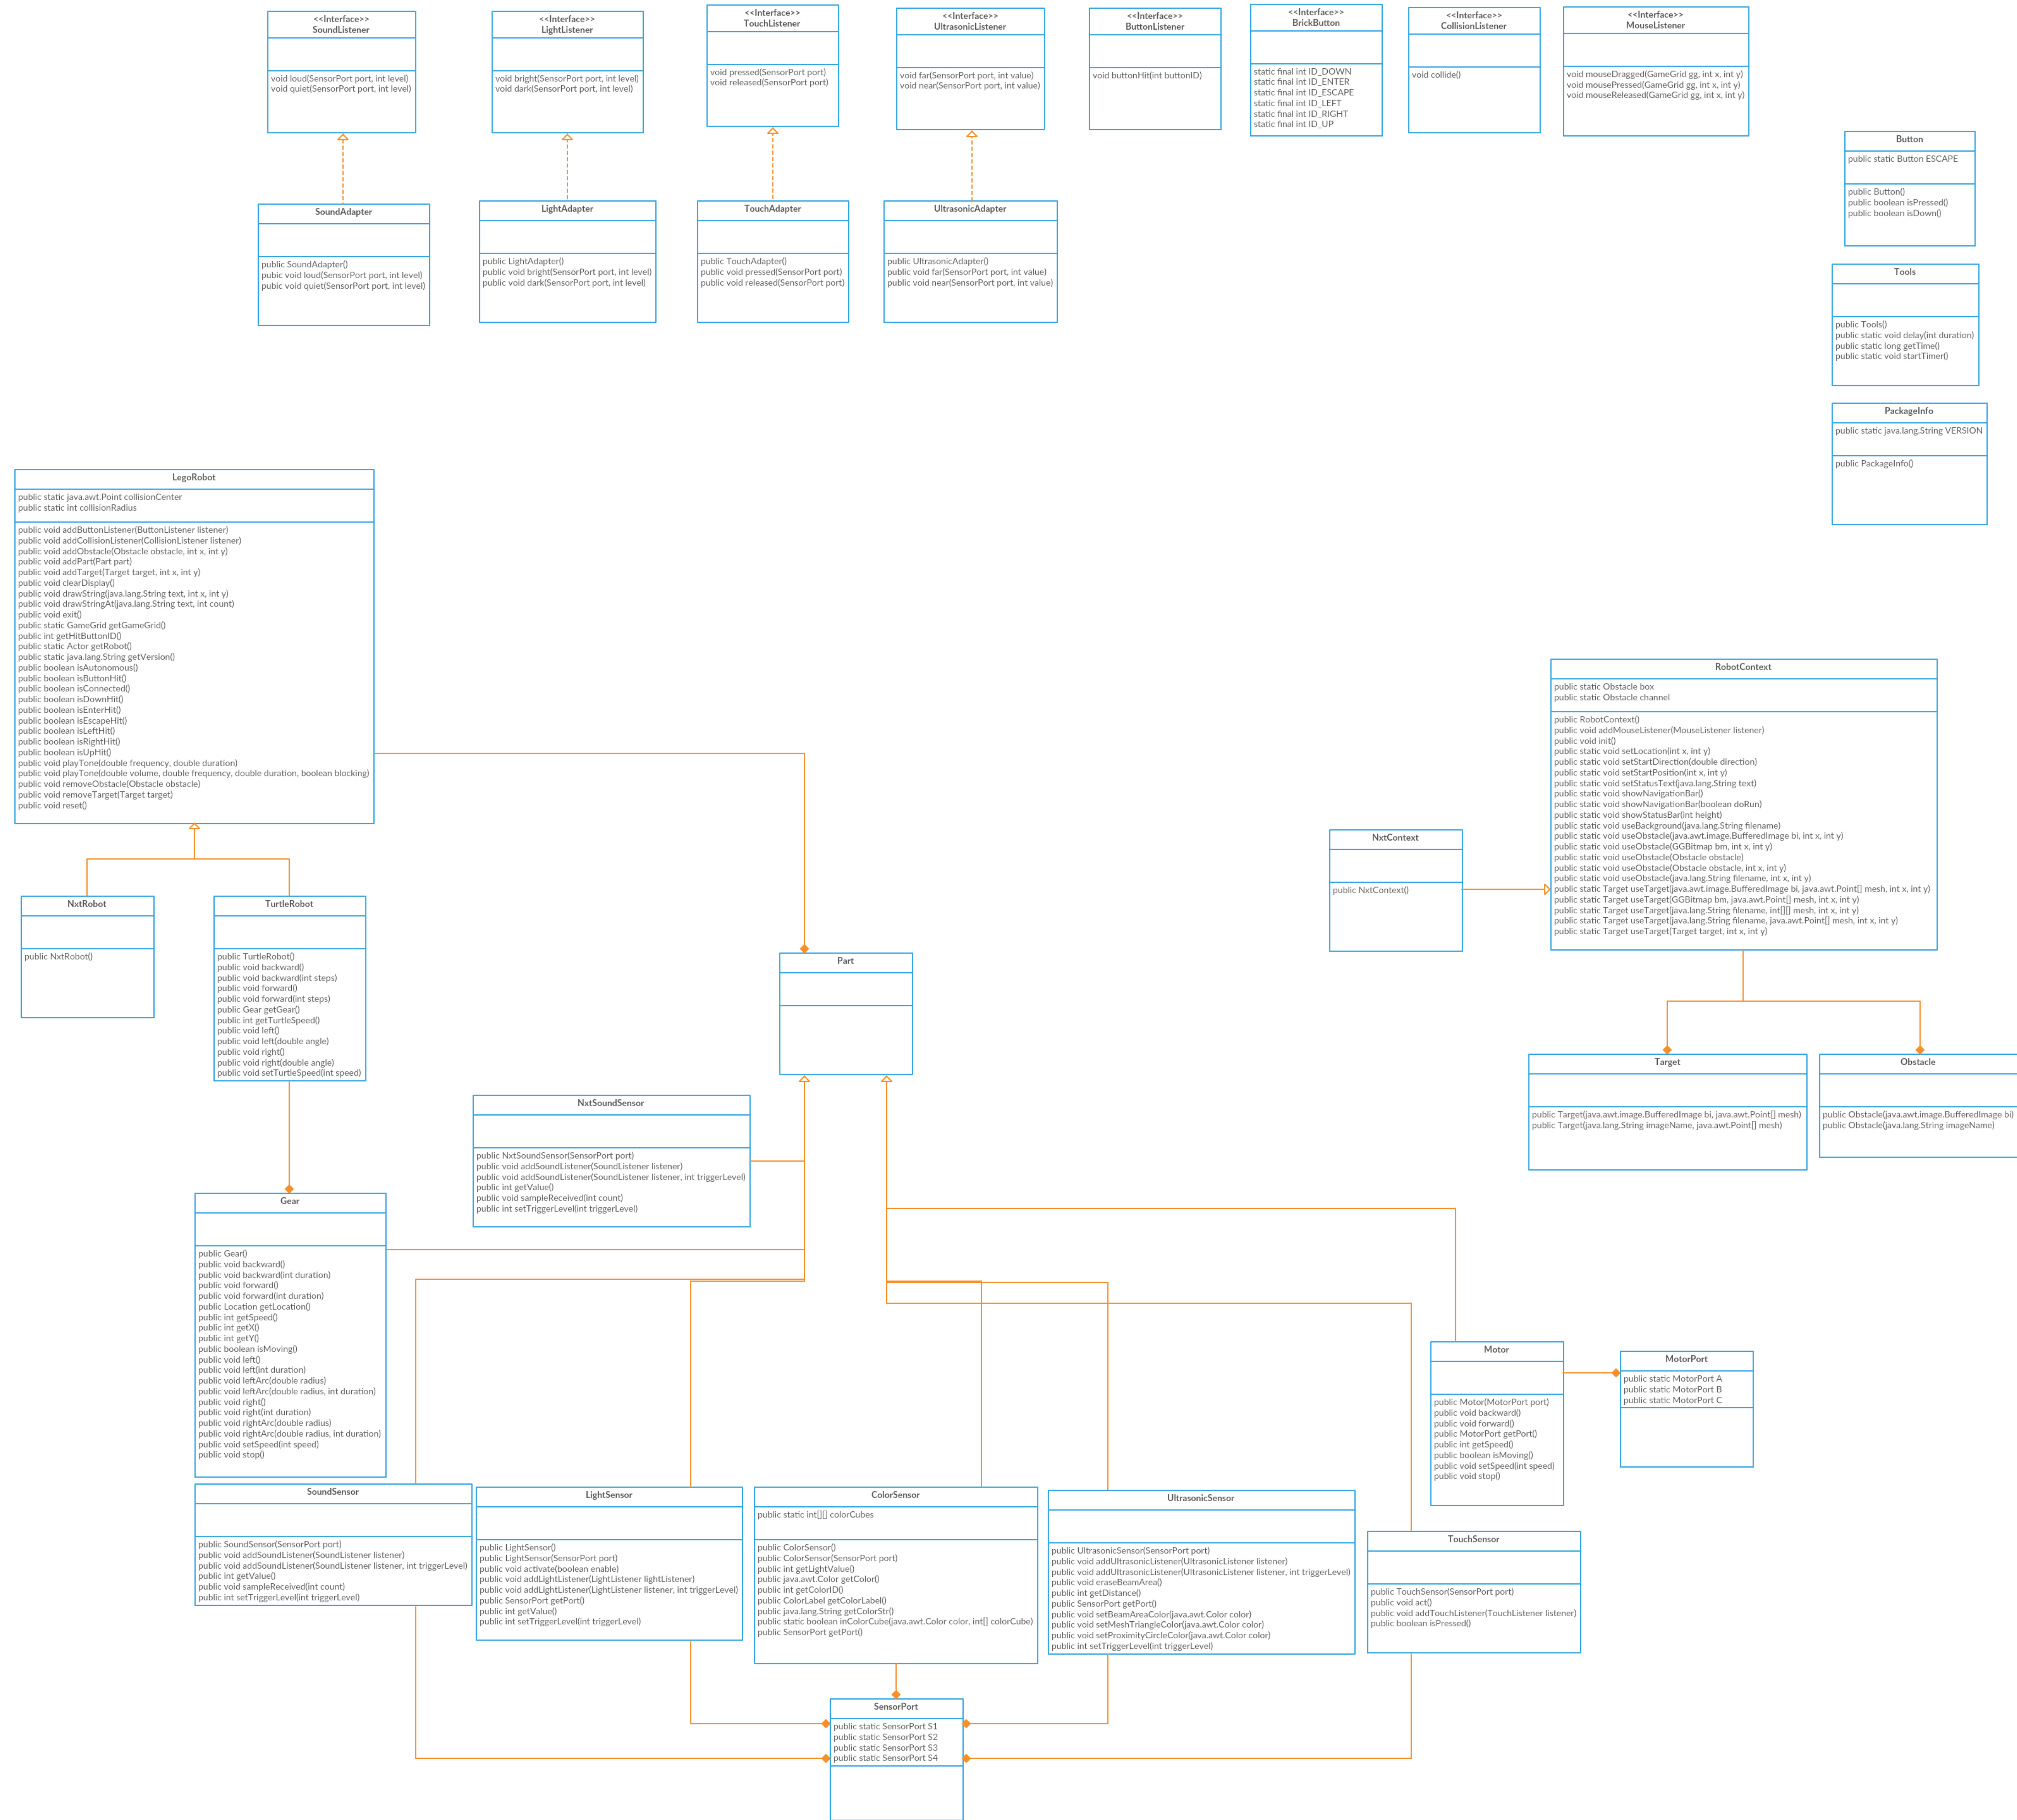 <<Interface>>
SoundListener
void loud(SensorPort port, int level)
void quiet(SensorPort port, int level)
<<Interface>>
LightListener
void bright(SensorPort port, int level)
void dark(SensorPort port, int level)
<<Interface>>
TouchListener
void pressed(SensorPort port)
void released(SensorPort port)
<<Interface>>
UltrasonicListener
void far(SensorPort port, int value)
void near(SensorPort port, int value)
<<Interface>>
ButtonListener
void buttonHit(int buttonID)
<<Interface>>
BrickButton
static final int ID_DOWN
static final int ID_ENTER
static final int ID_ESCAPE
static final int ID_LEFT
static final int ID_RIGHT
static final int ID_UP
<<Interface>>
CollisionListener
void collide()
<<Interface>>
MouseListener
void mouseDragged(GameGrid gg, int x, int y)
void mousePressed(GameGrid gg, int x, int y)
void mouseReleased(GameGrid gg, int x, int y)
Button
public static Button ESCAPE
public Button()
public boolean isPressed()
public boolean isDown()
SoundAdapter
public SoundAdapter()
pubic void loud(SensorPort port, int level)
pubic void quiet(SensorPort port, int level)
LightAdapter
public LightAdapter()
public void bright(SensorPort port, int level)
public void dark(SensorPort port, int level)
TouchAdapter
public TouchAdapter()
public void pressed(SensorPort port)
public void released(SensorPort port)
UltrasonicAdapter
public UltrasonicAdapter()
public void far(SensorPort port, int value)
public void near(SensorPort port, int value)
Tools
public Tools()
public static void delay(int duration)
public static long getTime()
public static void startTimer()
PackageInfo
public static java.lang.String VERSION
public PackageInfo()
LegoRobot
public static java.awt.Point collisionCenter
public static int collisionRadius
public void addButtonListener(ButtonListener listener)
public void addCollisionListener(CollisionListener listener)
public void addObstacle(Obstacle obstacle, int x, int y)
public void addPart(Part part)
public void addTarget(Target target, int x, int y)
public void clearDisplay()
public void drawString(java.lang.String text, int x, int y)
public void drawStringAt(java.lang.String text, int count)
public void exit()
public static GameGrid getGameGrid()
public int getHitButtonID()
public static Actor getRobot()
public static java.lang.String getVersion()
public boolean isAutonomous()
public boolean isButtonHit()
public boolean isConnected()
public boolean isDownHit()
public boolean isEnterHit()
public boolean isEscapeHit()
public boolean isLeftHit()
public boolean isRightHit()
public boolean isUpHit()
public void playTone(double frequency, double duration)
public void playTone(double volume, double frequency, double duration, boolean blocking)
public void removeObstacle(Obstacle obstacle)
public void removeTarget(Target target)
public void reset()
RobotContext
public static Obstacle box
public static Obstacle channel
public RobotContext()
public void addMouseListener(MouseListener listener)
public void init()
public static void setLocation(int x, int y)
public static void setStartDirection(double direction)
public static void setStartPosition(int x, int y)
public static void setStatusText(java.lang.String text)
public static void showNavigationBar()
public static void showNavigationBar(boolean doRun)
public static void showStatusBar(int height)
public static void useBackground(java.lang.String filename)
public static void useObstacle(java.awt.image.BufferedImage bi, int x, int y)
public static void useObstacle(GGBitmap bm, int x, int y)
public static void useObstacle(Obstacle obstacle)
public static void useObstacle(Obstacle obstacle, int x, int y)
public static void useObstacle(java.lang.String filename, int x, int y)
public static Target useTarget(java.awt.image.BufferedImage bi, java.awt.Point[] mesh, int x, int y)
public static Target useTarget(GGBitmap bm, java.awt.Point[] mesh, int x, int y)
public static Target useTarget(java.lang.String filename, int[][] mesh, int x, int y)
public static Target useTarget(java.lang.String filename, java.awt.Point[] mesh, int x, int y)
public static Target useTarget(Target target, int x, int y)
NxtContext
public NxtContext()
NxtRobot
public NxtRobot()
TurtleRobot
public TurtleRobot()
public void backward()
public void backward(int steps)
public void forward()
public void forward(int steps)
public Gear getGear()
public int getTurtleSpeed()
public void left()
public void left(double angle)
public void right()
public void right(double angle)
public void setTurtleSpeed(int speed)
Part
Target
public Target(java.awt.image.BufferedImage bi, java.awt.Point[] mesh)
public Target(java.lang.String imageName, java.awt.Point[] mesh)
Obstacle
public Obstacle(java.awt.image.BufferedImage bi)
public Obstacle(java.lang.String imageName)
NxtSoundSensor
public NxtSoundSensor(SensorPort port)
public void addSoundListener(SoundListener listener)
public void addSoundListener(SoundListener listener, int triggerLevel)
public int getValue()
public void sampleReceived(int count)
public int setTriggerLevel(int triggerLevel)
Gear
public Gear()
public void backward()
public void backward(int duration)
public void forward()
public void forward(int duration)
public Location getLocation()
public int getSpeed()
public int getX()
public int getY()
public boolean isMoving()
public void left()
public void left(int duration)
public void leftArc(double radius)
public void leftArc(double radius, int duration)
public void right()
public void right(int duration)
public void rightArc(double radius)
public void rightArc(double radius, int duration)
public void setSpeed(int speed)
public void stop()
Motor
public Motor(MotorPort port)
public void backward()
public void forward()
public MotorPort getPort()
public int getSpeed()
public boolean isMoving()
public void setSpeed(int speed)
public void stop()
MotorPort
public static MotorPort A
public static MotorPort B
public static MotorPort C
SoundSensor
public SoundSensor(SensorPort port)
public void addSoundListener(SoundListener listener)
public void addSoundListener(SoundListener listener, int triggerLevel)
public int getValue()
public void sampleReceived(int count)
public int setTriggerLevel(int triggerLevel)
LightSensor
public LightSensor()
public LightSensor(SensorPort port)
public void activate(boolean enable)
public void addLightListener(LightListener lightListener)
public void addLightListener(LightListener listener, int triggerLevel)
public SensorPort getPort()
public int getValue()
public int setTriggerLevel(int triggerLevel)
ColorSensor
public static int[][] colorCubes
public ColorSensor()
public ColorSensor(SensorPort port)
public int getLightValue()
public java.awt.Color getColor()
public int getColorID()
public ColorLabel getColorLabel()
public java.lang.String getColorStr()
public static boolean inColorCube(java.awt.Color color, int[] colorCube)
public SensorPort getPort()
UltrasonicSensor
public UltrasonicSensor(SensorPort port)
public void addUltrasonicListener(UltrasonicListener listener)
public void addUltrasonicListener(UltrasonicListener listener, int triggerLevel)
public void eraseBeamArea()
public int getDistance()
public SensorPort getPort()
public void setBeamAreaColor(java.awt.Color color)
public void setMeshTriangleColor(java.awt.Color color)
public void setProximityCircleColor(java.awt.Color color)
public int setTriggerLevel(int triggerLevel)
TouchSensor
public TouchSensor(SensorPort port)
public void act()
public void addTouchListener(TouchListener listener)
public boolean isPressed()
SensorPort
public static SensorPort S1
public static SensorPort S2
public static SensorPort S3
public static SensorPort S4